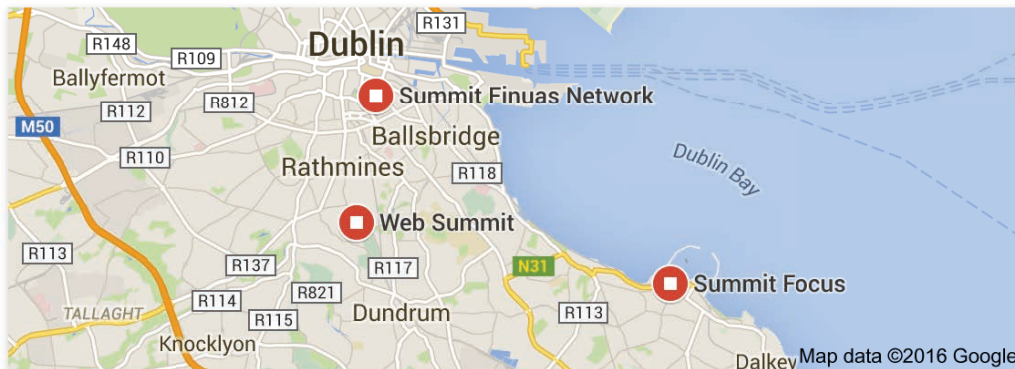 R131
Dublin
R148
R109
Ballyfermot
R812
Summit Finuas Network
R112
M50
Ballsbridge
R110
Rathmines
Dublin Bay
R118
Web Summit
R113
R137
R117
N31
Summit Focus
R821
R114
TALLAGHT
Dundrum
R113
R115
Knocklyon
Dalkey
Map data ©2016 Google